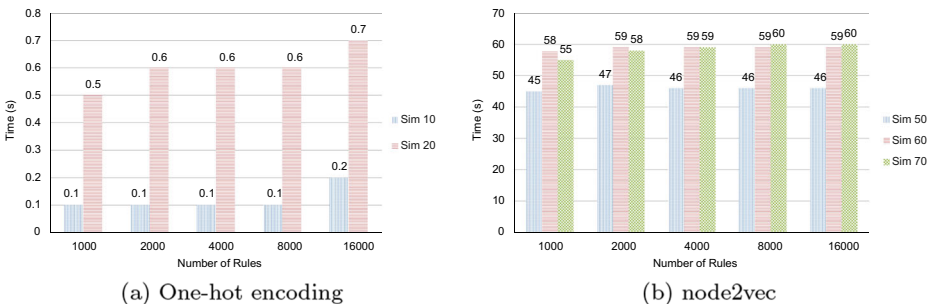 0.8
0.7
0.6
0.5
0.4
0.3
0.2
0.1
0
Time (s)
0.1 0.5
0.1 0.6
0.1 0.6
0.1 0.6
0.2 0.7
1000 2000 4000 8000 16000
Number of Rules
Sim 10
Sim 20
(a) One-hot encoding
70
60
50
40
30
20
10
0
Time (s)
45 58 55
47 59 58
46 59 59
46 59 60
46 59 60
1000 2000 4000 8000 16000
Number of Rules
Sim 50
Sim 60
Sim 70
(b) node2vec